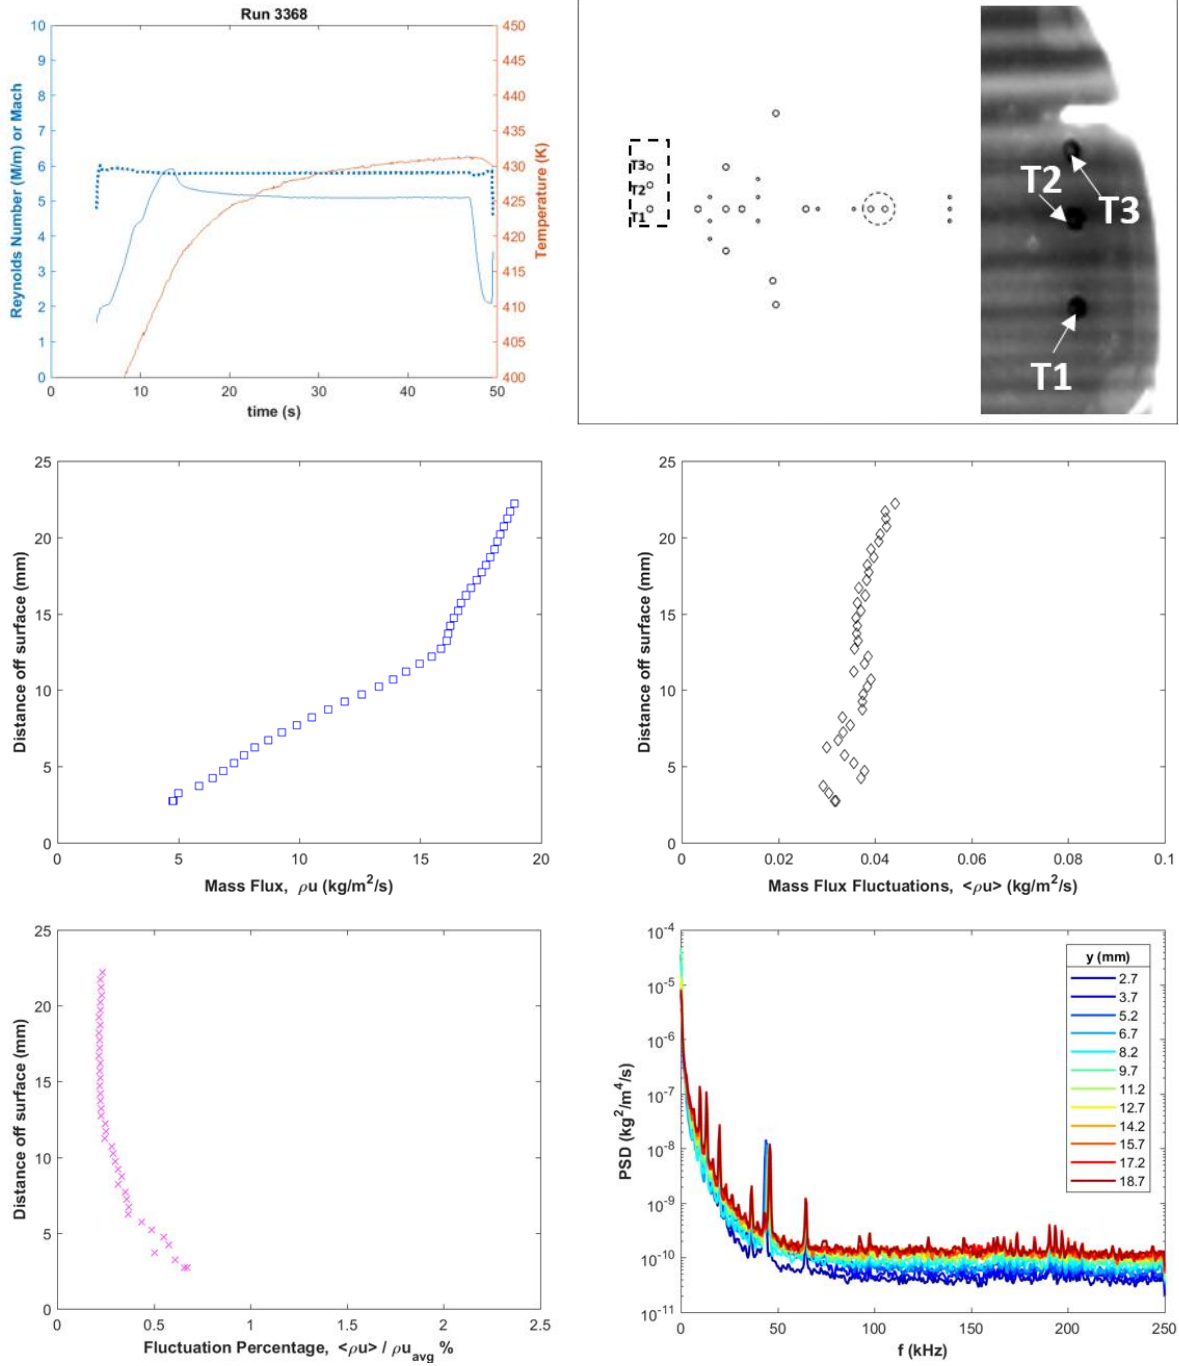 Run 3368
Reynolds Number (M/m) or Mach
10
9
8
7
6
5
4
3
2
1
0
450
445
440
435
430
425
420
415
410
405
400
Temperature (K)
0 10 20 30 40 50
time (s)
T3
T2
T1
T2
T3
T1
Distance off surface (mm)
25
20
15
10
5
0
0 5 10 15 20
Mass Flux, ρu (kg/m²/s)
Distance off surface (mm)
25
20
15
10
5
0
0 0.02 0.04 0.06 0.08 0.1
Mass Flux Fluctuations, <ρu> (kg/m²/s)
Distance off surface (mm)
25
20
15
10
5
0
0 0.5 1 1.5 2 2.5
Fluctuation Percentage, <ρu> / ρu_avg %
PSD (kg²/m⁴/s)
10⁻⁴
10⁻⁵
10⁻⁶
10⁻⁷
10⁻⁸
10⁻⁹
10⁻¹⁰
10⁻¹¹
y (mm)
2.7
3.7
5.2
6.7
8.2
9.7
11.2
12.7
14.2
15.7
17.2
18.7
0 50 100 150 200 250
f (kHz)